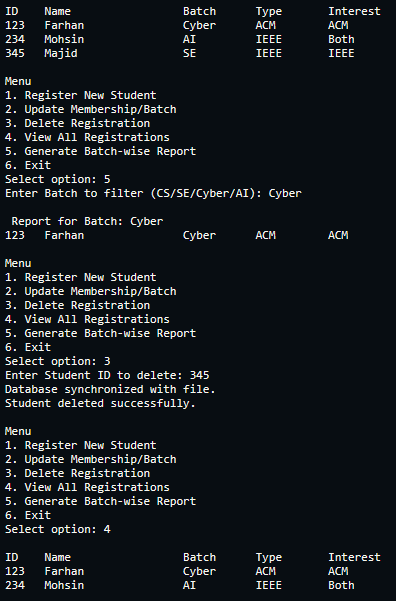 ID   Name                 Batch      Type       Interest
123  Farhan               Cyber      ACM        ACM
234  Mohsin               AI         IEEE       Both
345  Majid                SE         IEEE       IEEE

Menu
1. Register New Student
2. Update Membership/Batch
3. Delete Registration
4. View All Registrations
5. Generate Batch-wise Report
6. Exit
Select option: 5
Enter Batch to filter (CS/SE/Cyber/AI): Cyber

 Report for Batch: Cyber
123  Farhan               Cyber      ACM        ACM

Menu
1. Register New Student
2. Update Membership/Batch
3. Delete Registration
4. View All Registrations
5. Generate Batch-wise Report
6. Exit
Select option: 3
Enter Student ID to delete: 345
Database synchronized with file.
Student deleted successfully.

Menu
1. Register New Student
2. Update Membership/Batch
3. Delete Registration
4. View All Registrations
5. Generate Batch-wise Report
6. Exit
Select option: 4

ID   Name                 Batch      Type       Interest
123  Farhan               Cyber      ACM        ACM
234  Mohsin               AI         IEEE       Both